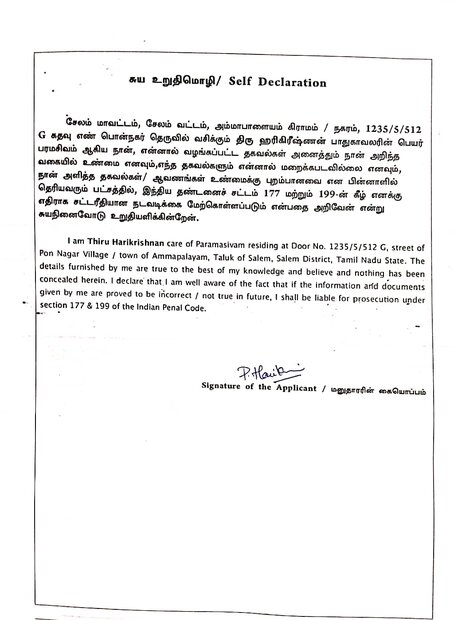 சுய உறுதிமொழி/ Self Declaration
சேலம் மாவட்டம், சேலம் வட்டம், அம்மாபாளையம் கிராமம் / நகரம், 1235/5/512
G கதவு எண் பொன்நகர் தெருவில் வசிக்கும் திரு ஹரிகிரீஷ்ணன் பாதுகாவலரின் பெயர்
பரமசிவம் ஆகிய நான், என்னால் வழங்கப்பட்ட தகவல்கள் அனைத்தும் நான் அறிந்த
வகையில் உண்மை எனவும்,எந்த தகவல்களும் என்னால் மறைக்கபடவில்லை எனவும்,
நான் அளித்த தகவல்கள்/ ஆவணங்கள் உண்மைக்கு புறம்பானவை என பின்னாளில்
தெரியவரும் பட்சத்தில், இந்திய தண்டனைச் சட்டம் 177 மற்றும் 199-ன் கீழ் எனக்கு
எதிராக சட்டரீதியான நடவடிக்கை மேற்கொள்ளப்படும் என்பதை அறிவேன் என்று
சுயநினைவோடு உறுதியளிக்கின்றேன்.
I am Thiru Harikrishnan care of Paramasivam residing at Door No. 1235/5/512 G, street of
Pon Nagar Village / town of Ammapalayam, Taluk of Salem, Salem District, Tamil Nadu State. The
details furnished by me are true to the best of my knowledge and believe and nothing has been
concealed herein. I declare that I am well aware of the fact that if the information and documents
given by me are proved to be incorrect / not true in future, I shall be liable for prosecution under
section 177 & 199 of the Indian Penal Code.
P. Hari
Signature of the Applicant / மனுதாரரின் கையொப்பம்